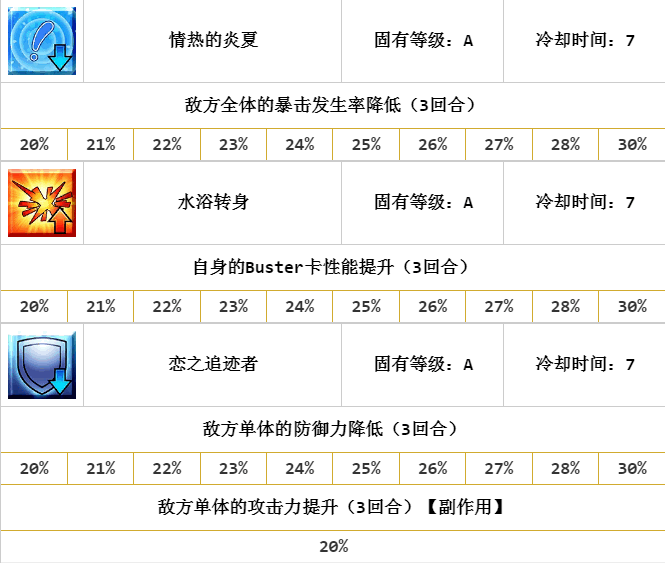 情热的炎夏 固有等级: A 冷却时间: 7
敌方全体的暴击发生率降低（3回合）
20% 21% 22% 23% 24% 25% 26% 27% 28% 30%
水浴转身 固有等级: A 冷却时间: 7
自身的Buster卡性能提升（3回合）
20% 21% 22% 23% 24% 25% 26% 27% 28% 30%
恋之追迹者 固有等级: A 冷却时间: 7
敌方单体的防御力降低（3回合）
20% 21% 22% 23% 24% 25% 26% 27% 28% 30%
敌方单体的攻击力提升（3回合）【副作用】
20%